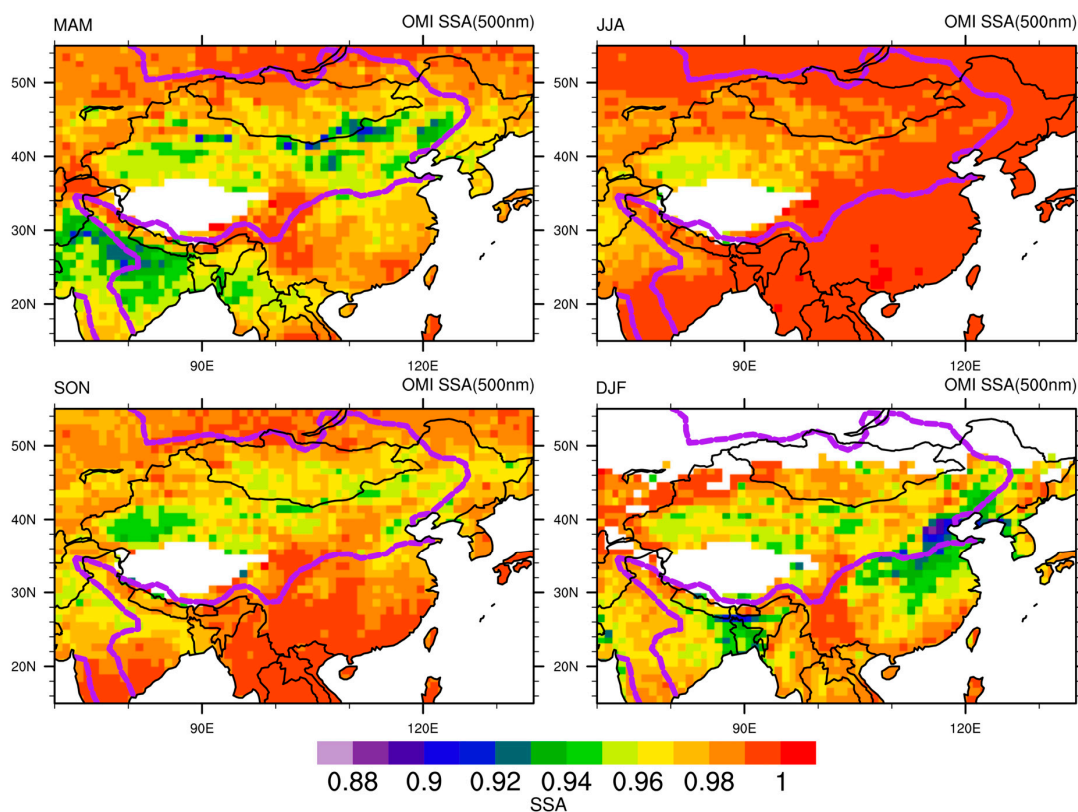 MAM OMI SSA(500nm) JJA OMI SSA(500nm)
50N 50N
40N 40N
30N 30N
20N 20N
90E 120E 90E 120E
SON OMI SSA(500nm) DJF OMI SSA(500nm)
50N 50N
40N 40N
30N 30N
20N 20N
90E 120E 90E 120E
0.88 0.9 0.92 0.94 0.96 0.98 1
SSA